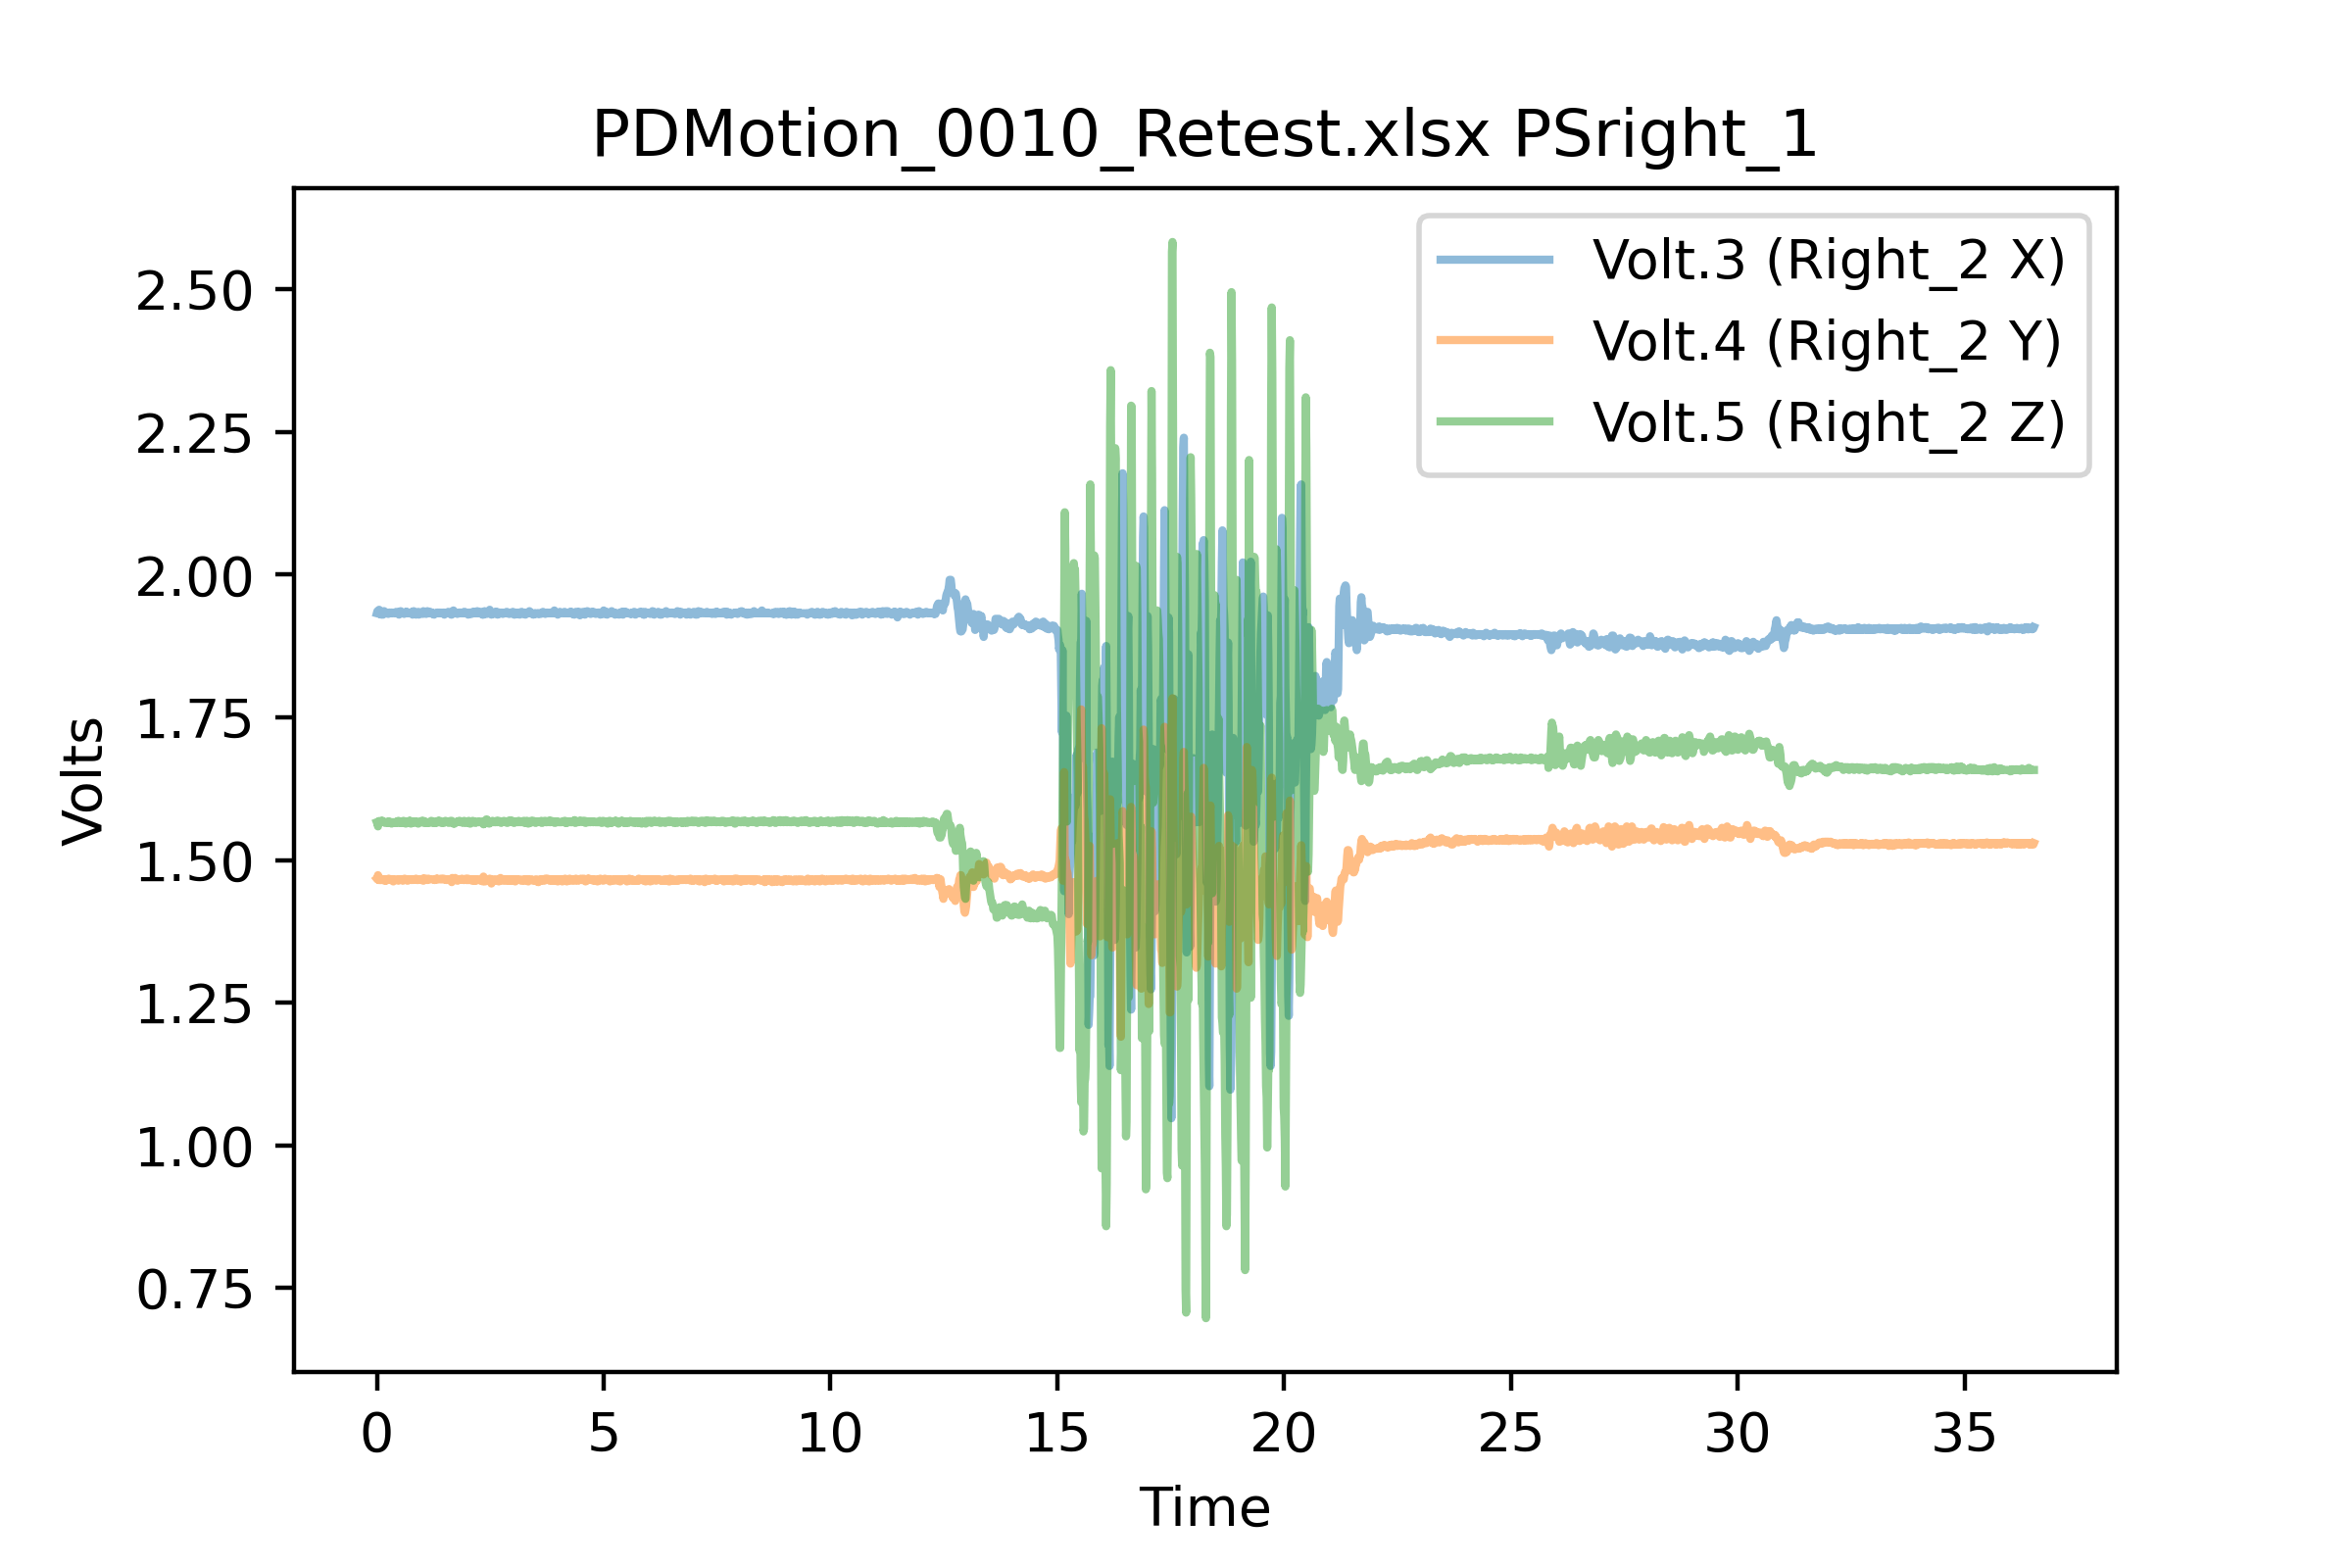 PDMotion_0010_Retest.xlsx PSright_1
Volt.3 (Right_2 X)
Volt.4 (Right_2 Y)
Volt.5 (Right_2 Z)
Volts
2.50
2.25
2.00
1.75
1.50
1.25
1.00
0.75
0 5 10 15 20 25 30 35
Time